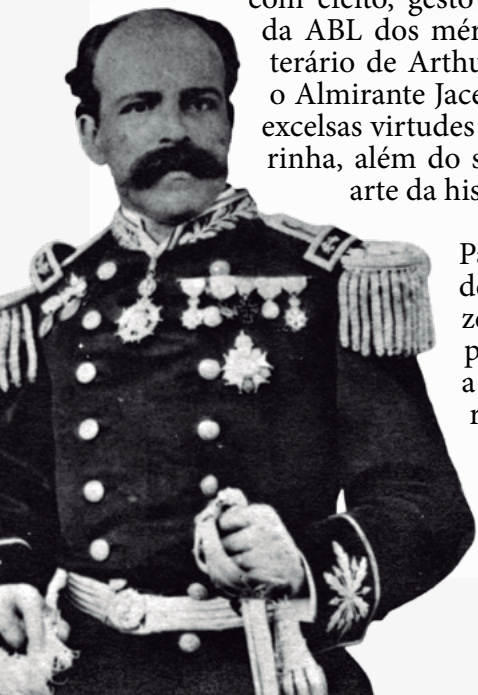 com efeito, gesto
da ABL dos mér
terário de Arthu
o Almirante Jace
excelsas virtudes
rinha, além do s
arte da his
Pa
de
ze
p
a
r